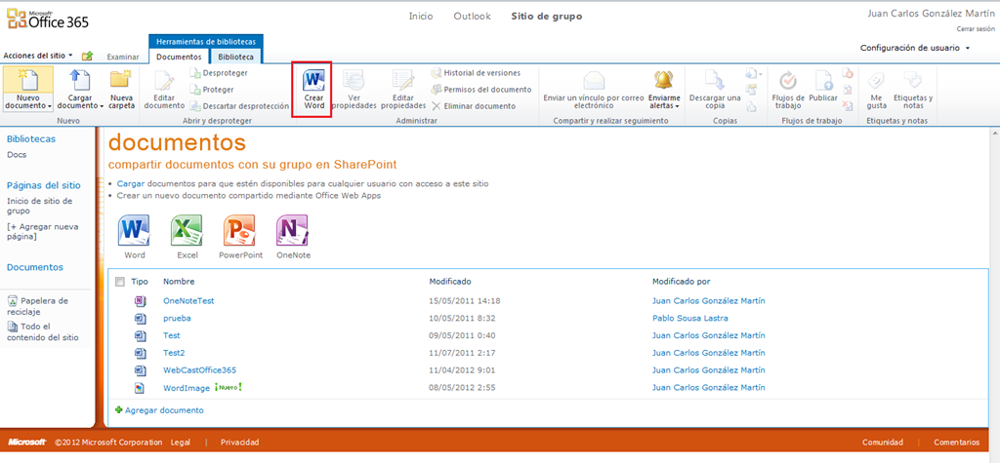 Microsoft®
Office 365
Inicio Outlook Sitio de grupo
Juan Carlos González Martín
Cerrar sesión
Herramientas de bibliotecas
Acciones del sitio Examinar Documentos Biblioteca
Configuración de usuario
Nuevo documento
Cargar documento
Nueva carpeta
Nuevo
Editar documento
Desproteger
Proteger
Descartar desprotección
Abrir y desproteger
Crear Word
Ver propiedades
Editar propiedades
Historial de versiones
Permisos del documento
Eliminar documento
Administrar
Enviar un vínculo por correo electrónico
Enviarme alertas
Compartir y realizar seguimiento
Descargar una copia
Copias
Flujos de trabajo
Publicar
Flujos de trabajo
Me gusta
Etiquetas y notas
Etiquetas y notas
Bibliotecas
Docs
Páginas del sitio
Inicio de sitio de grupo
[+ Agregar nueva página]
Documentos
Papelera de reciclaje
Todo el contenido del sitio
documentos
compartir documentos con su grupo en SharePoint
Cargar documentos para que estén disponibles para cualquier usuario con acceso a este sitio
Crear un nuevo documento compartido mediante Office Web Apps
Word Excel PowerPoint OneNote
Tipo Nombre Modificado Modificado por
OneNoteTest 15/05/2011 14:18 Juan Carlos González Martín
prueba 10/05/2011 8:32 Pablo Sousa Lastra
Test 09/05/2011 0:40 Juan Carlos González Martín
Test2 11/07/2011 2:17 Juan Carlos González Martín
WebCastOffice365 11/04/2012 9:01 Juan Carlos González Martín
WordImage ¡Nuevo! 08/05/2012 2:55 Juan Carlos González Martín
Agregar documento
Microsoft ©2012 Microsoft Corporation Legal | Privacidad Comunidad | Comentarios